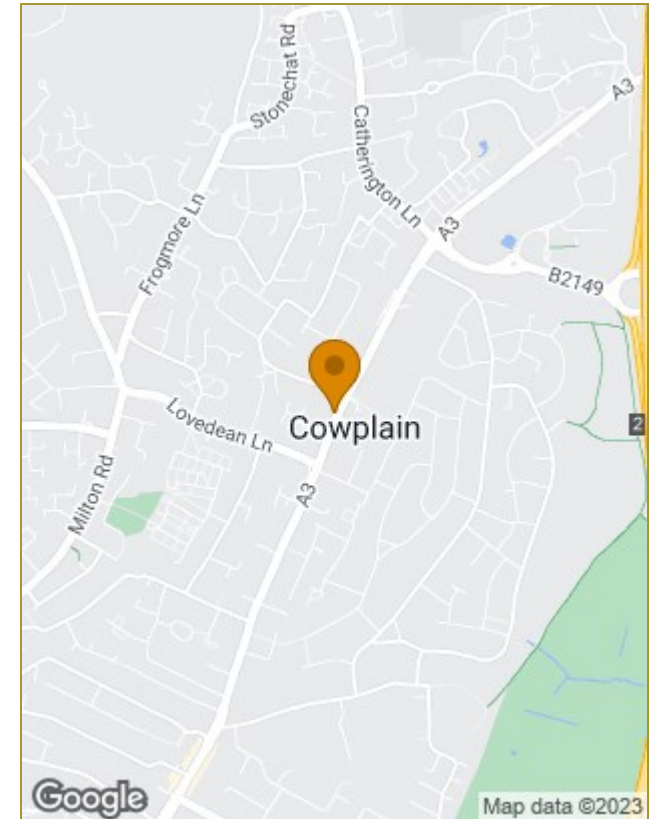 Stonechat Rd
A3
Catherington Ln
A3
Frogmore Ln
B2149
Cowplain
Lovedean Ln
2
A3
Milton Rd
Google
Map data ©2023